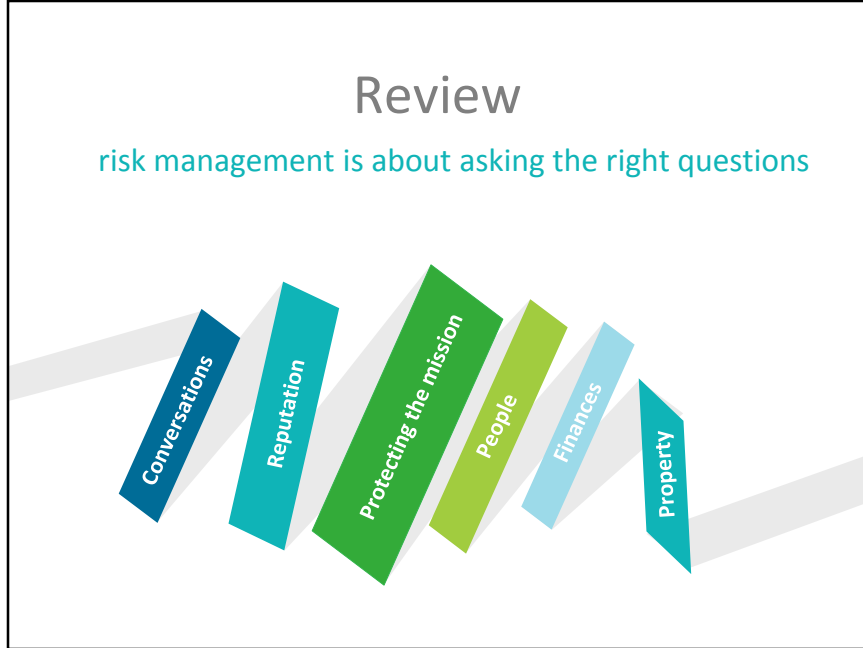 Review
risk management is about asking the right questions
Conversations
Reputation
Protecting the mission
People
Finances
Property